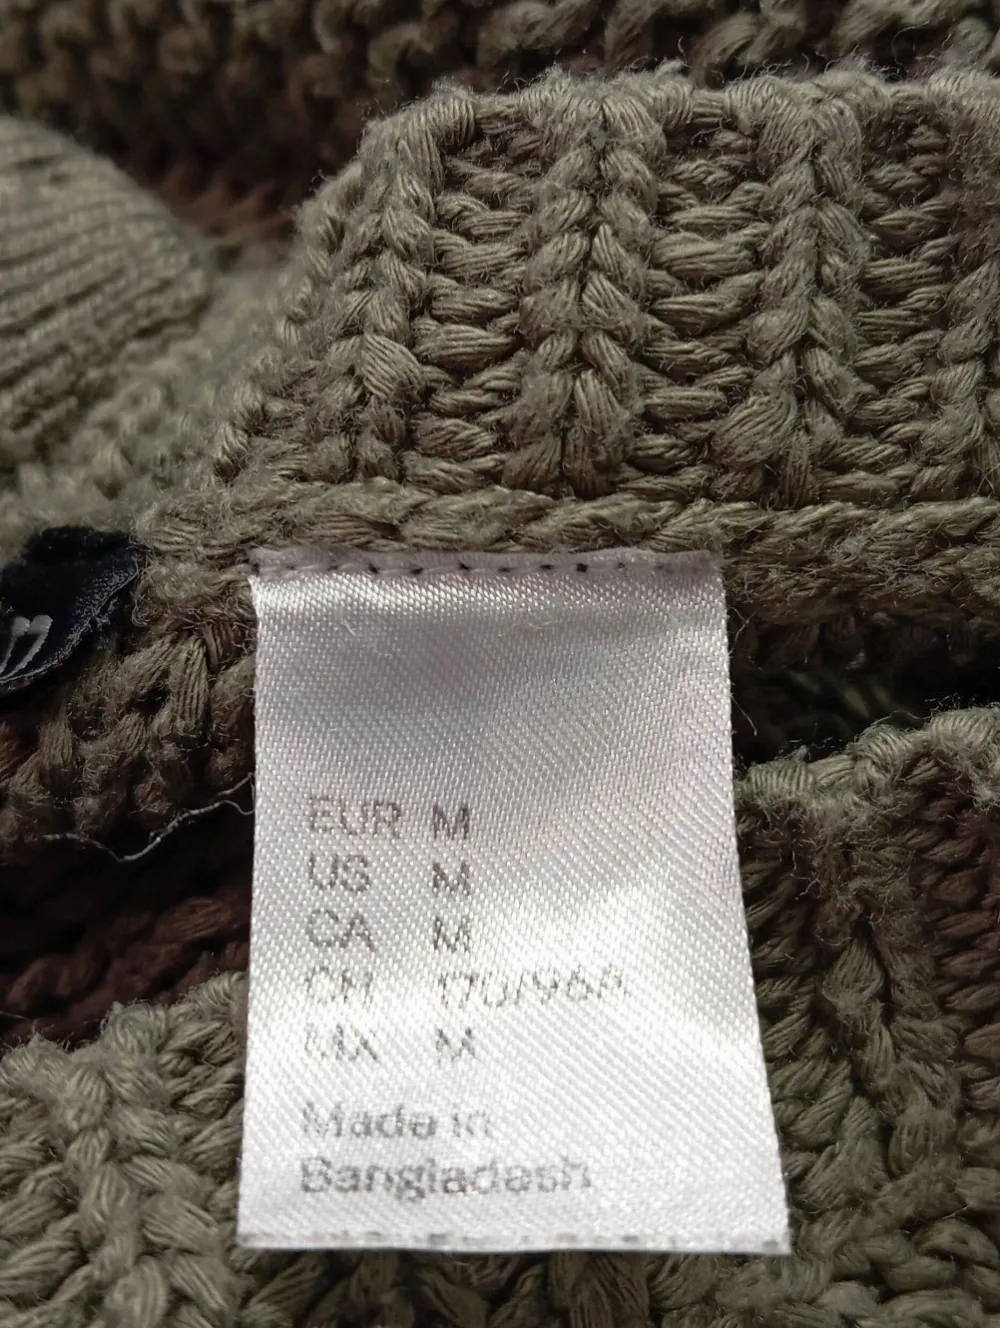 EUR M
US M
CA M
CN 170/96A
MX M
Made in
Bangladesh